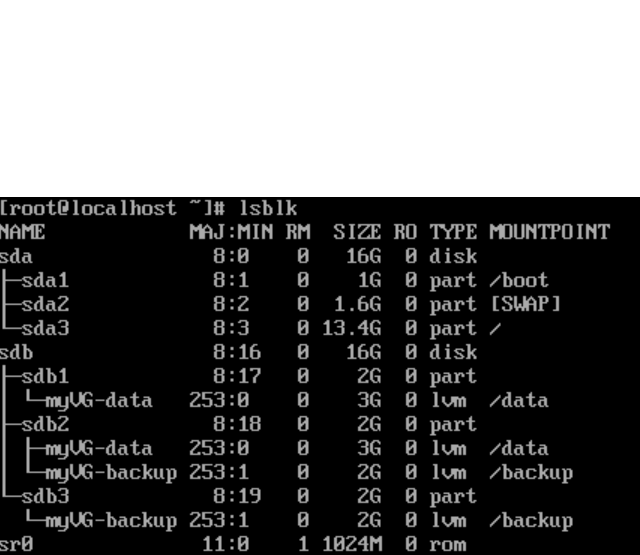 [root@localhost ~]# lsblk
NAME            MAJ:MIN RM  SIZE RO TYPE MOUNTPOINT
sda               8:0    0   16G  0 disk
├─sda1            8:1    0    1G  0 part /boot
├─sda2            8:2    0  1.6G  0 part [SWAP]
└─sda3            8:3    0 13.4G  0 part /
sdb               8:16   0   16G  0 disk
├─sdb1            8:17   0    2G  0 part
│ └─myVG-data   253:0    0    3G  0 lvm  /data
├─sdb2            8:18   0    2G  0 part
│ ├─myVG-data   253:0    0    3G  0 lvm  /data
│ └─myVG-backup 253:1    0    2G  0 lvm  /backup
└─sdb3            8:19   0    2G  0 part
  └─myVG-backup 253:1    0    2G  0 lvm  /backup
sr0              11:0    1 1024M  0 rom